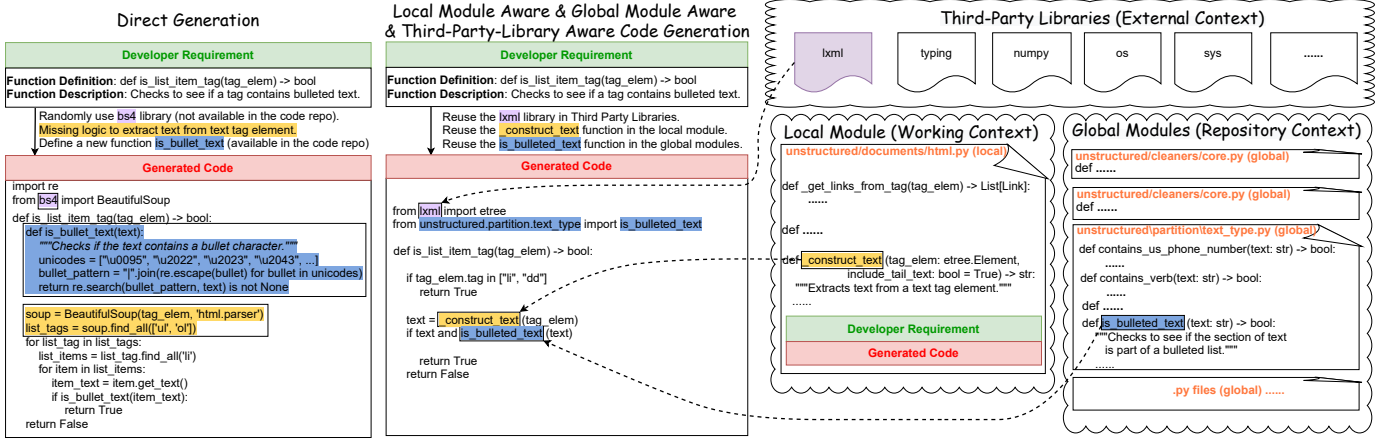 Direct Generation
Developer Requirement
Function Definition: def is_list_item_tag(tag_elem) -> bool
Function Description: Checks to see if a tag contains bulleted text.
Randomly use bs4 library (not available in the code repo).
Missing logic to extract text from text tag element.
Define a new function is_bullet_text (available in the code repo)
Generated Code
import re
from bs4 import BeautifulSoup
def is_list_item_tag(tag_elem) -> bool:
def is_bullet_text(text):
"""Checks if the text contains a bullet character."""
unicodes = ["\u0095", "\u2022", "\u2023", "\u2043", ...]
bullet_pattern = "|".join(re.escape(bullet) for bullet in unicodes)
return re.search(bullet_pattern, text) is not None
soup = BeautifulSoup(tag_elem, 'html.parser')
list_tags = soup.find_all(['ul', 'ol'])
for list_tag in list_tags:
list_items = list_tag.find_all('li')
for item in list_items:
item_text = item.get_text()
if is_bullet_text(item_text):
return True
return False
Local Module Aware & Global Module Aware
& Third-Party-Library Aware Code Generation
Developer Requirement
Function Definition: def is_list_item_tag(tag_elem) -> bool
Function Description: Checks to see if a tag contains bulleted text.
Reuse the lxml library in Third Party Libraries.
Reuse the _construct_text function in the local module.
Reuse the is_bulleted_text function in the global modules.
Generated Code
from lxml import etree
from unstructured.partition.text_type import is_bulleted_text
def is_list_item_tag(tag_elem) -> bool:
if tag_elem.tag in ["li", "dd"]
return True
text = _construct_text (tag_elem)
if text and is_bulleted_text (text)
return True
return False
Third-Party Libraries (External Context)
lxml
typing
numpy
os
sys
......
Local Module (Working Context)
unstructured/documents/html.py (local)
def _get_links_from_tag(tag_elem) -> List[Link]:
......
def ......
def _construct_text (tag_elem: etree.Element,
include_tail_text: bool = True) -> str:
"""Extracts text from a text tag element."""
......
Developer Requirement
Generated Code
Global Modules (Repository Context)
unstructured/cleaners/core.py (global)
def ......
unstructured/cleaners/core.py (global)
def ......
unstructured\partition\text_type.py (global)
def contains_us_phone_number(text: str) -> bool:
......
def contains_verb(text: str) -> bool:
......
def ......
def is_bulleted_text (text: str) -> bool:
"""Checks to see if the section of text
is part of a bulleted list."""
......
.py files (global) ......